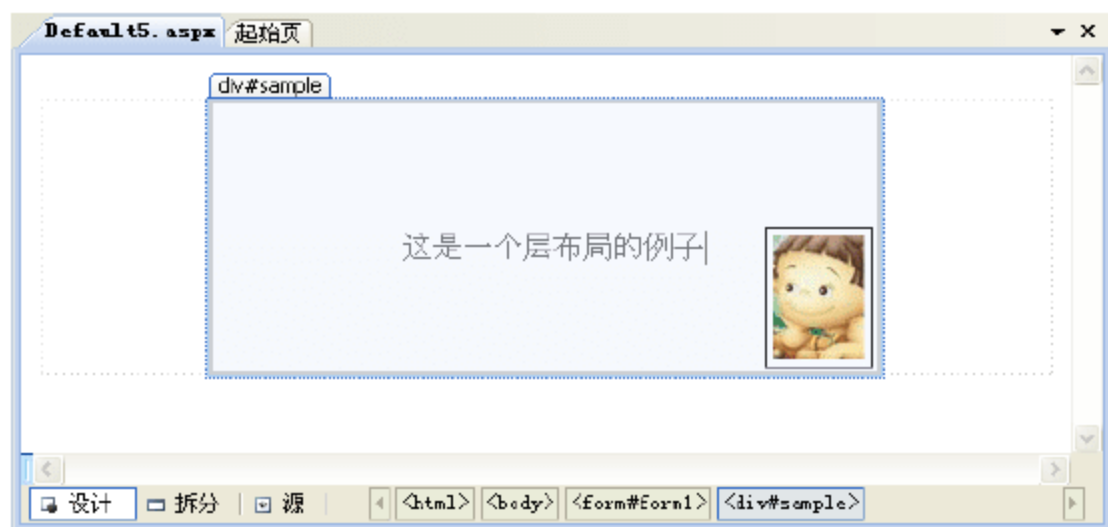 Default5.aspx 起始页
div#sample
这是一个层布局的例子
设计 拆分 源 <html> <body> <form#form1> <div#sample>